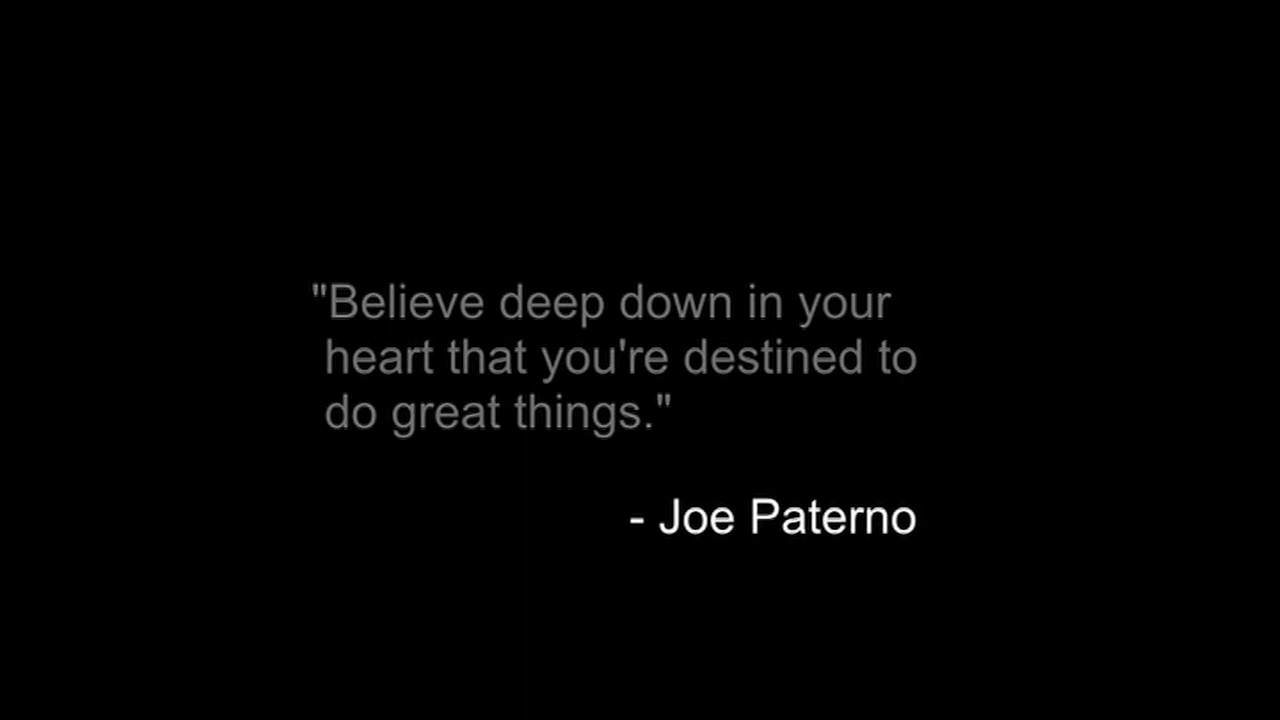 "Believe deep down in your
heart that you're destined to
do great things."
- Joe Paterno